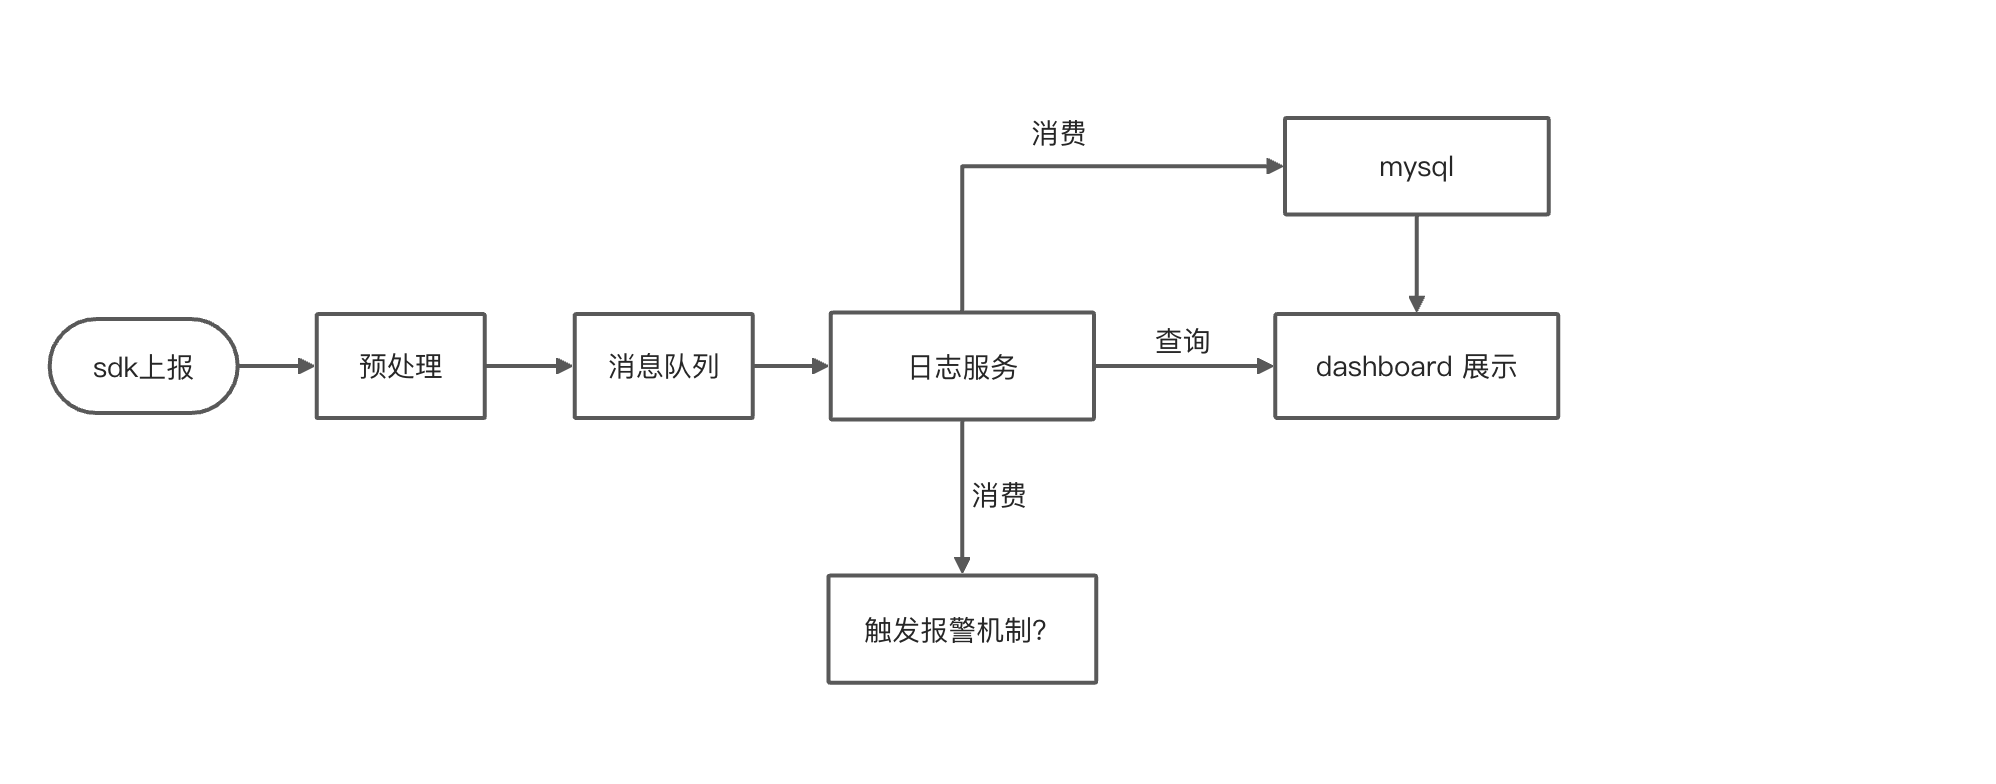 消费
mysql
sdk上报
预处理
消息队列
日志服务
查询
dashboard 展示
消费
触发报警机制?